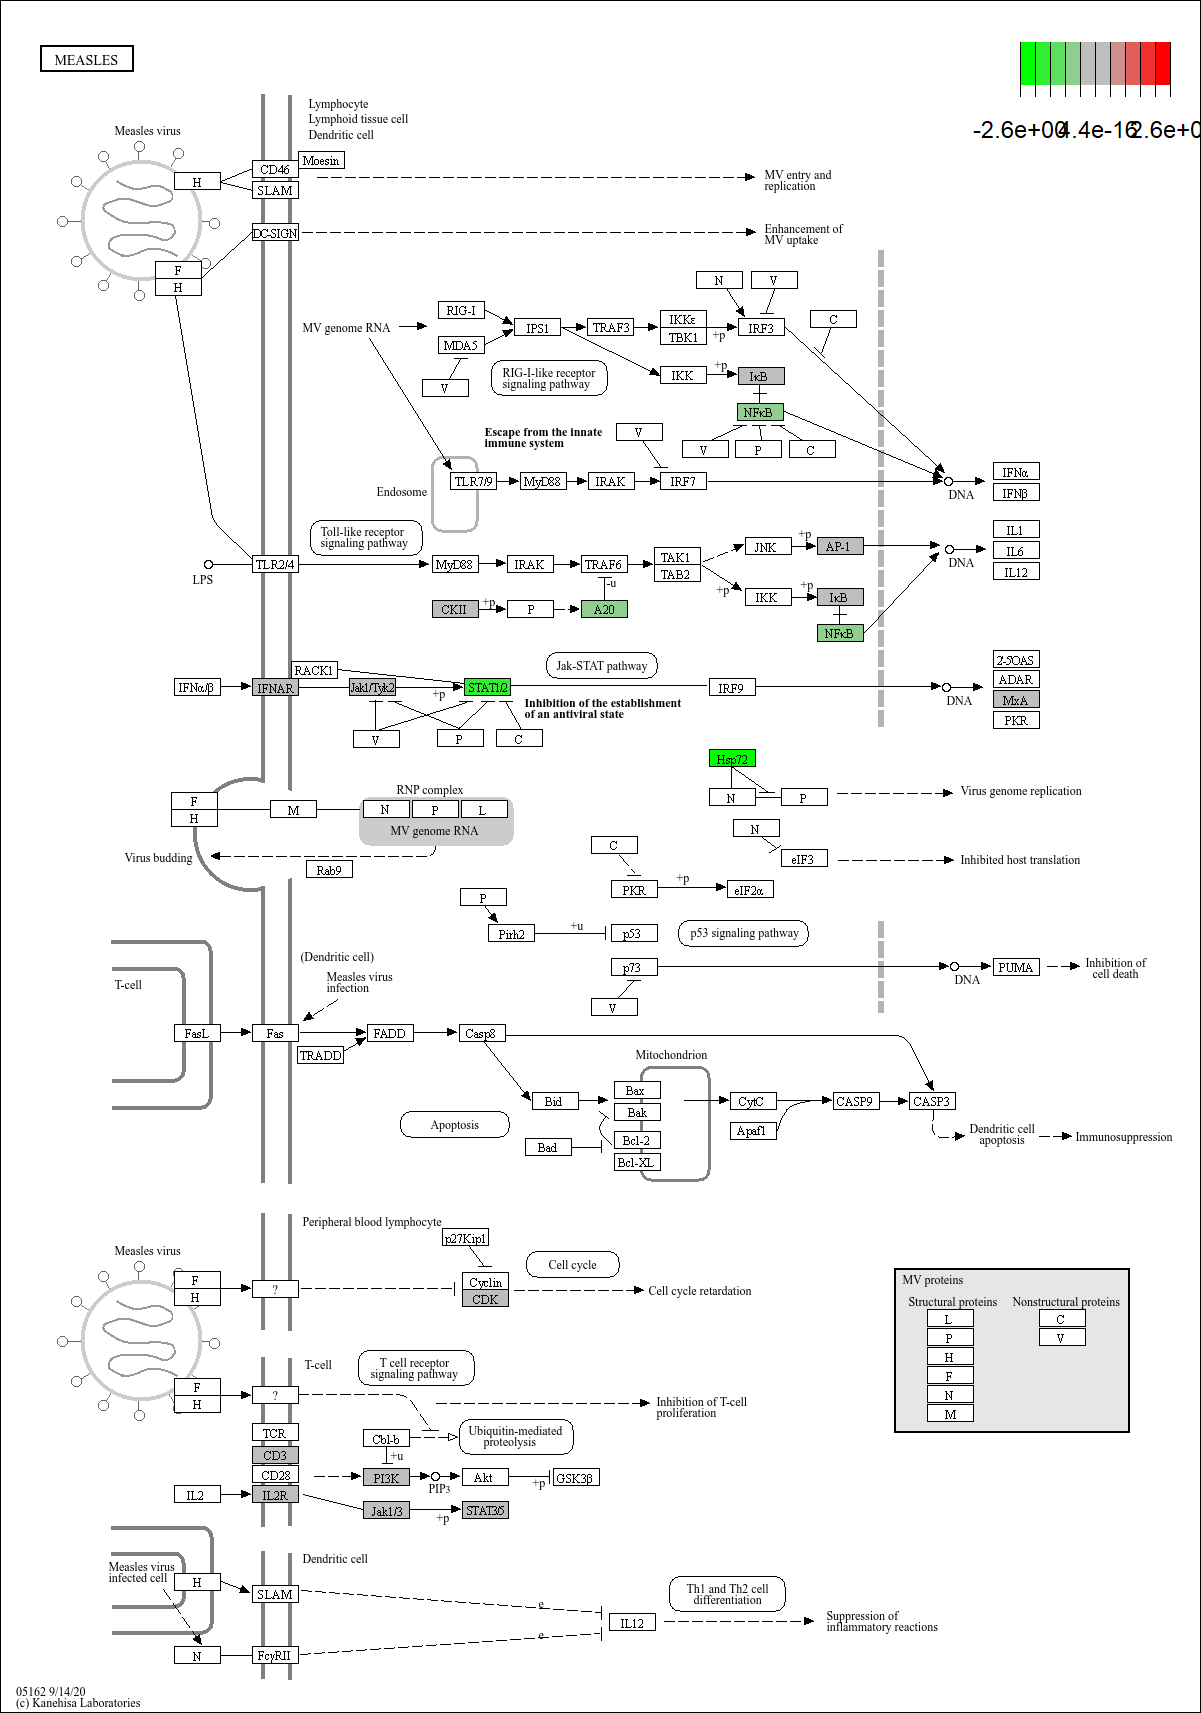 MEASLES
-2.6e+00
4.4e-16
2.6e+0
Lymphocyte
Lymphoid tissue cell
Dendritic cell
Measles virus
H
CD46
Moesin
SLAM
MV entry and
replication
DC-SIGN
Enhancement of
MV uptake
F
H
N
V
RIG-I
MV genome RNA
IPS1
TRAF3
IKKε
TBK1
+p
IRF3
C
MDA5
V
RIG-I-like receptor
signaling pathway
IKK
+p
IκB
NFκB
Escape from the innate
immune system
V
V
P
C
Endosome
TLR7/9
MyD88
IRAK
IRF7
DNA
IFNα
IFNβ
Toll-like receptor
signaling pathway
LPS
TLR2/4
MyD88
IRAK
TRAF6
TAK1
TAB2
JNK
+p
AP-1
DNA
IL1
IL6
IL12
-u
CKII
+p
P
A20
+p
IKK
+p
IκB
NFκB
Jak-STAT pathway
RACK1
IFNα/β
IFNAR
Jak1/Tyk2
+p
STAT1/2
IRF9
DNA
2-5OAS
ADAR
MxA
PKR
Inhibition of the establishment
of an antiviral state
V
P
C
Hsp72
N
P
Virus genome replication
RNP complex
F
H
M
N
P
L
MV genome RNA
N
eIF3
Inhibited host translation
Virus budding
Rab9
C
PKR
+p
eIF2α
P
Pirh2
+u
p53
p53 signaling pathway
p73
DNA
PUMA
Inhibition of
cell death
V
(Dendritic cell)
Measles virus
infection
T-cell
FasL
Fas
FADD
TRADD
Casp8
Mitochondrion
Bid
Bax
Bak
Bcl-2
Bcl-XL
Bad
CytC
Apaf1
CASP9
CASP3
Apoptosis
Dendritic cell
apoptosis
Immunosuppression
Peripheral blood lymphocyte
Measles virus
p27Kip1
F
H
?
Cyclin
CDK
Cell cycle
Cell cycle retardation
MV proteins
Structural proteins
Nonstructural proteins
L
P
H
F
N
M
C
V
T-cell
T cell receptor
signaling pathway
F
H
?
Inhibition of T-cell
proliferation
TCR
CD3
CD28
Cbl-b
+u
Ubiquitin-mediated
proteolysis
PI3K
PIP3
Akt
+p
GSK3β
IL2
IL2R
Jak1/3
+p
STAT3/5
Dendritic cell
Measles virus
infected cell
H
SLAM
e
Th1 and Th2 cell
differentiation
IL12
Suppression of
inflammatory reactions
N
FcγRII
e
05162 9/14/20
(c) Kanehisa Laboratories